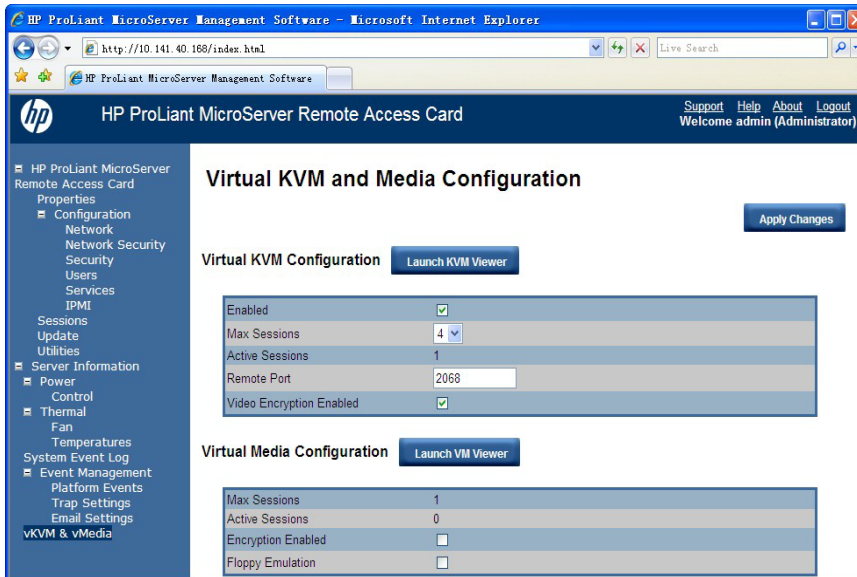 HP ProLiant MicroServer Management Software - Microsoft Internet Explorer
http://10.141.40.168/index.html
Live Search
HP ProLiant MicroServer Management Software
hp
HP ProLiant MicroServer Remote Access Card
Support Help About Logout
Welcome admin (Administrator)
HP ProLiant MicroServer
Remote Access Card
Properties
Configuration
Network
Network Security
Security
Users
Services
IPMI
Sessions
Update
Utilities
Server Information
Power
Control
Thermal
Fan
Temperatures
System Event Log
Event Management
Platform Events
Trap Settings
Email Settings
vKVM & vMedia
Virtual KVM and Media Configuration
Apply Changes
Virtual KVM Configuration
Launch KVM Viewer
Enabled
Max Sessions 4
Active Sessions 1
Remote Port 2068
Video Encryption Enabled
Virtual Media Configuration
Launch VM Viewer
Max Sessions 1
Active Sessions 0
Encryption Enabled
Floppy Emulation